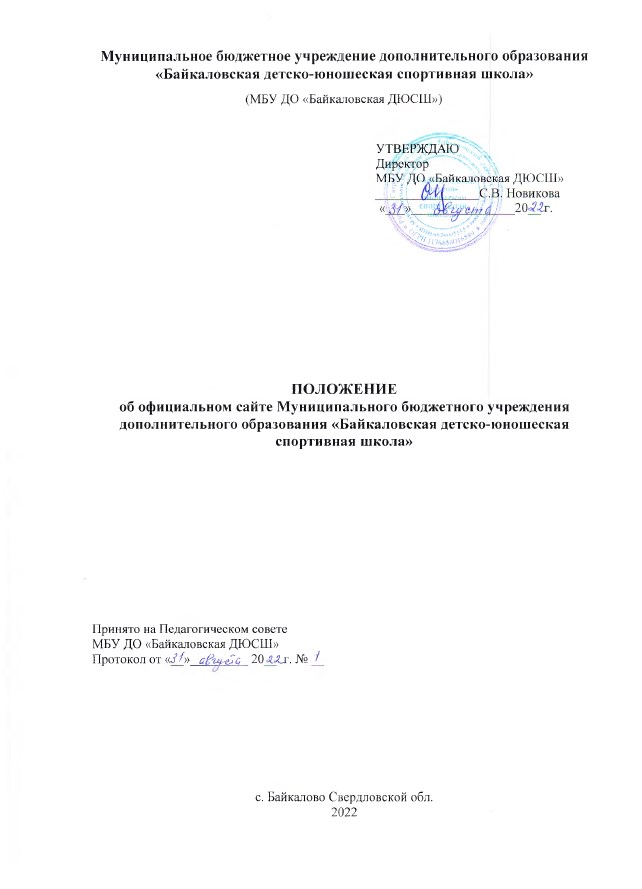 Муниципальное бюджетное учреждение дополнительного образования
«Байкаловская детско-юношеская спортивная школа»
(МБУ ДО «Байкаловская ДЮСШ»)
УТВЕРЖДАЮ
Директор
МБУ ДО «Байкаловская ДЮСШ»
С.В. Новикова
«31» августа 2022г.
ПОЛОЖЕНИЕ
об официальном сайте Муниципального бюджетного учреждения
дополнительного образования «Байкаловская детско-юношеская
спортивная школа»
Принято на Педагогическом совете
МБУ ДО «Байкаловская ДЮСШ»
Протокол от «31» августа 2022г. № 1
с. Байкалово Свердловской обл.
2022